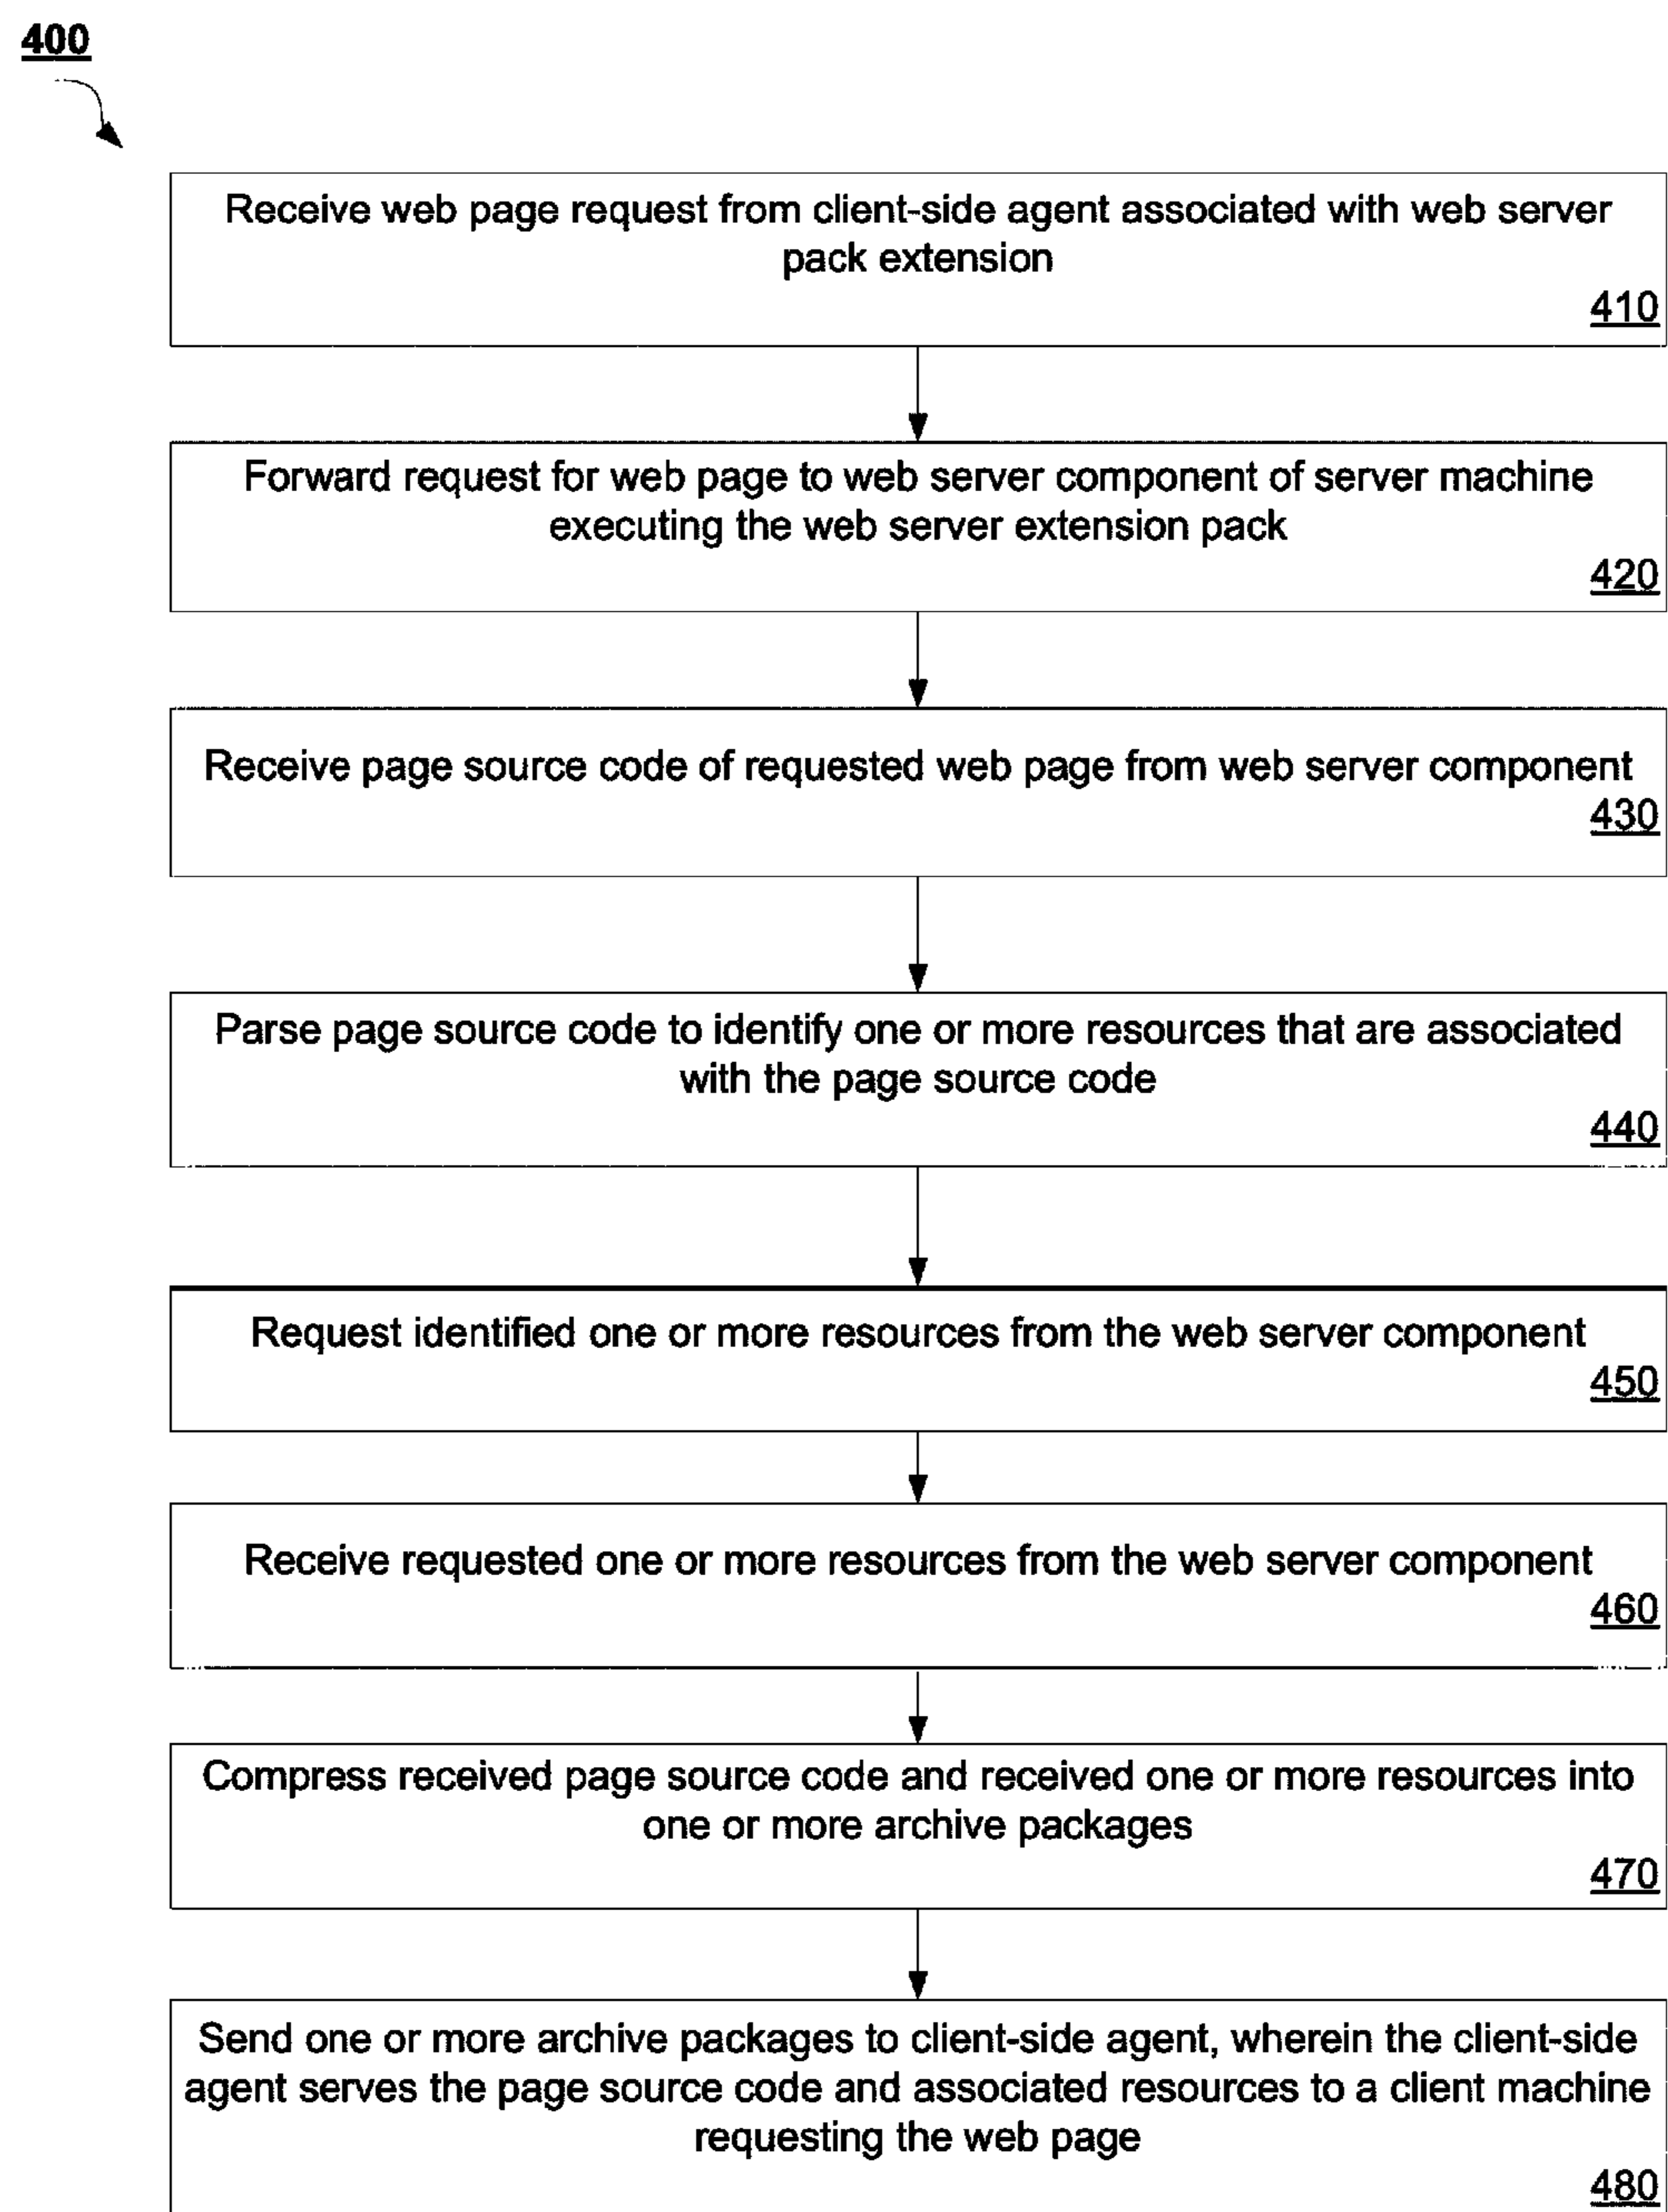 400
Receive web page request from client-side agent associated with web server
pack extension
410
Forward request for web page to web server component of server machine
executing the web server extension pack
420
Receive page source code of requested web page from web server component
430
Parse page source code to identify one or more resources that are associated
with the page source code
440
Request identified one or more resources from the web server component
450
Receive requested one or more resources from the web server component
460
Compress received page source code and received one or more resources into
one or more archive packages
470
Send one or more archive packages to client-side agent, wherein the client-side
agent serves the page source code and associated resources to a client machine
requesting the web page
480